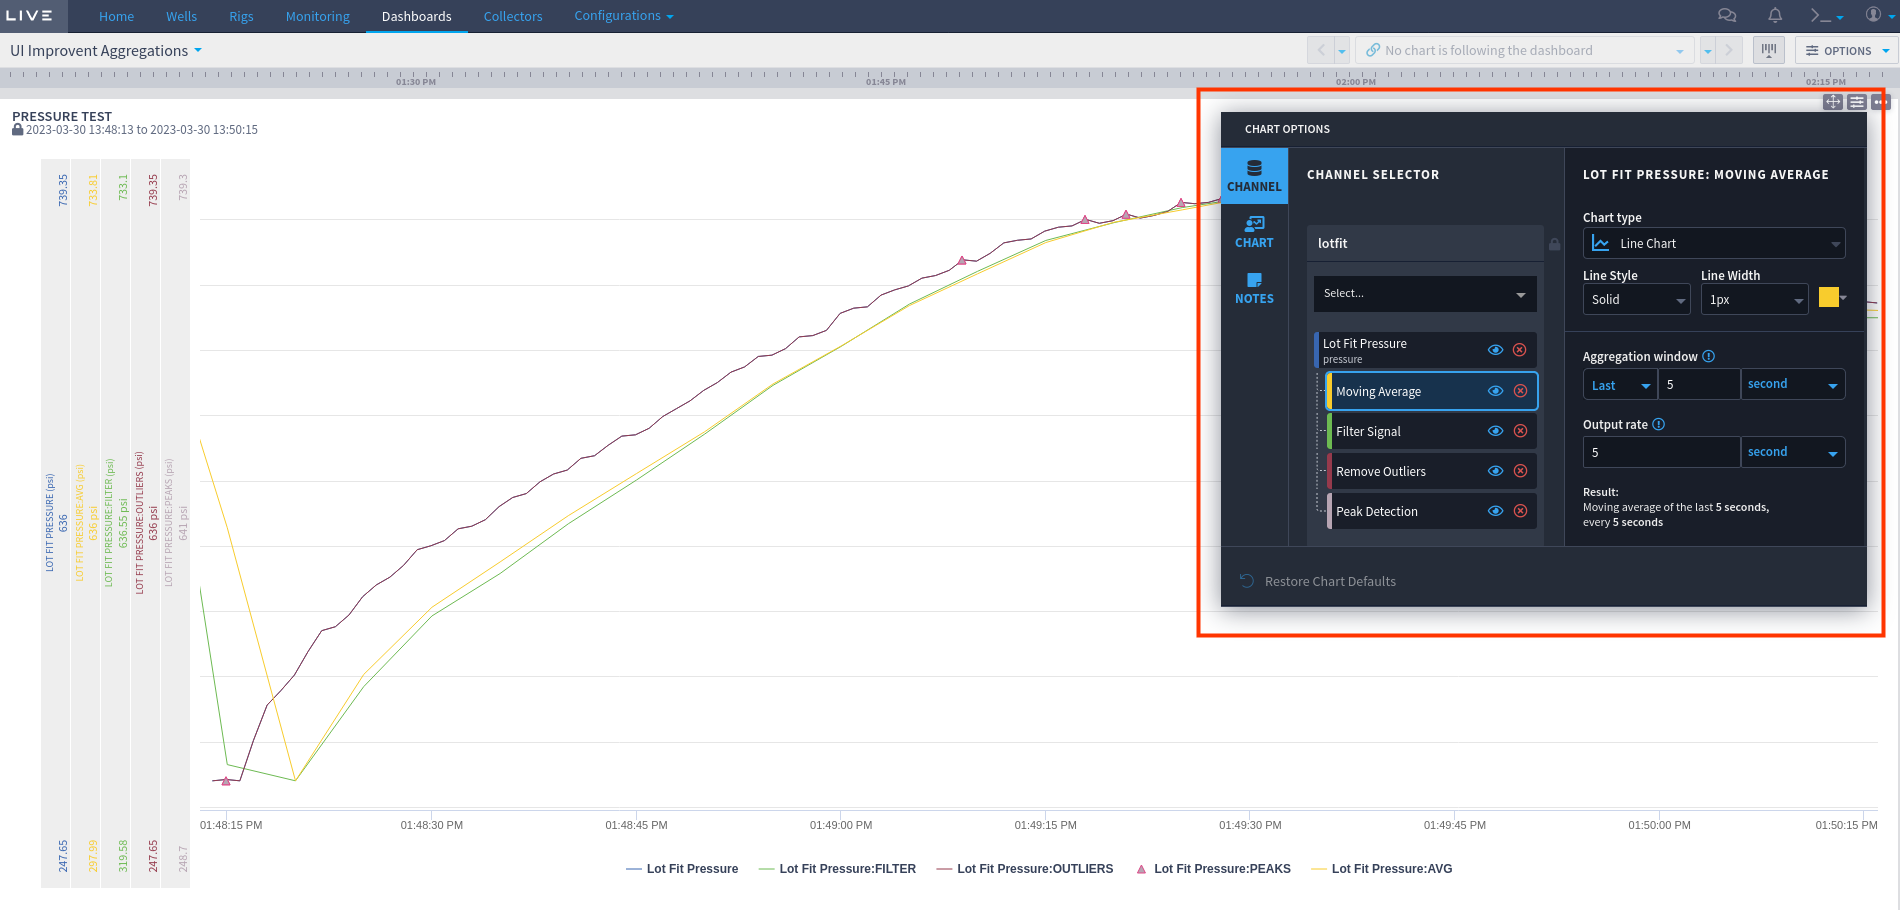 LIVE
Home Wells Rigs Monitoring Dashboards Collectors Configurations
UI Improvent Aggregations
No chart is following the dashboard
OPTIONS
01:30 PM 01:45 PM 02:00 PM 02:15 PM
PRESSURE TEST
2023-03-30 13:48:13 to 2023-03-30 13:50:15
739.35 733.81 733.1 739.35 739.3
LOT FIT PRESSURE (psi)
636
LOT FIT PRESSURE:AVG (psi)
636 psi
LOT FIT PRESSURE:FILTER (psi)
636.55 psi
LOT FIT PRESSURE:OUTLIERS (psi)
636 psi
LOT FIT PRESSURE:PEAKS (psi)
641 psi
247.65 297.99 319.58 247.65 248.7
CHART OPTIONS
CHANNEL
CHART
NOTES
CHANNEL SELECTOR
lotfit
Select...
Lot Fit Pressure
pressure
Moving Average
Filter Signal
Remove Outliers
Peak Detection
LOT FIT PRESSURE: MOVING AVERAGE
Chart type
Line Chart
Line Style Line Width
Solid 1px
Aggregation window
Last 5 second
Output rate
5 second
Result:
Moving average of the last 5 seconds,
every 5 seconds
Restore Chart Defaults
01:48:15 PM 01:48:30 PM 01:48:45 PM 01:49:00 PM 01:49:15 PM 01:49:30 PM 01:49:45 PM 01:50:00 PM 01:50:15 PM
Lot Fit Pressure Lot Fit Pressure:FILTER Lot Fit Pressure:OUTLIERS Lot Fit Pressure:PEAKS Lot Fit Pressure:AVG